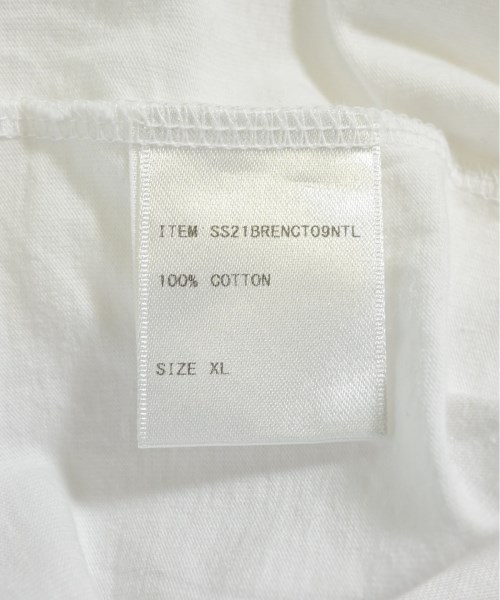 ITEM SS21BRENCT09NTL
100% COTTON
SIZE XL